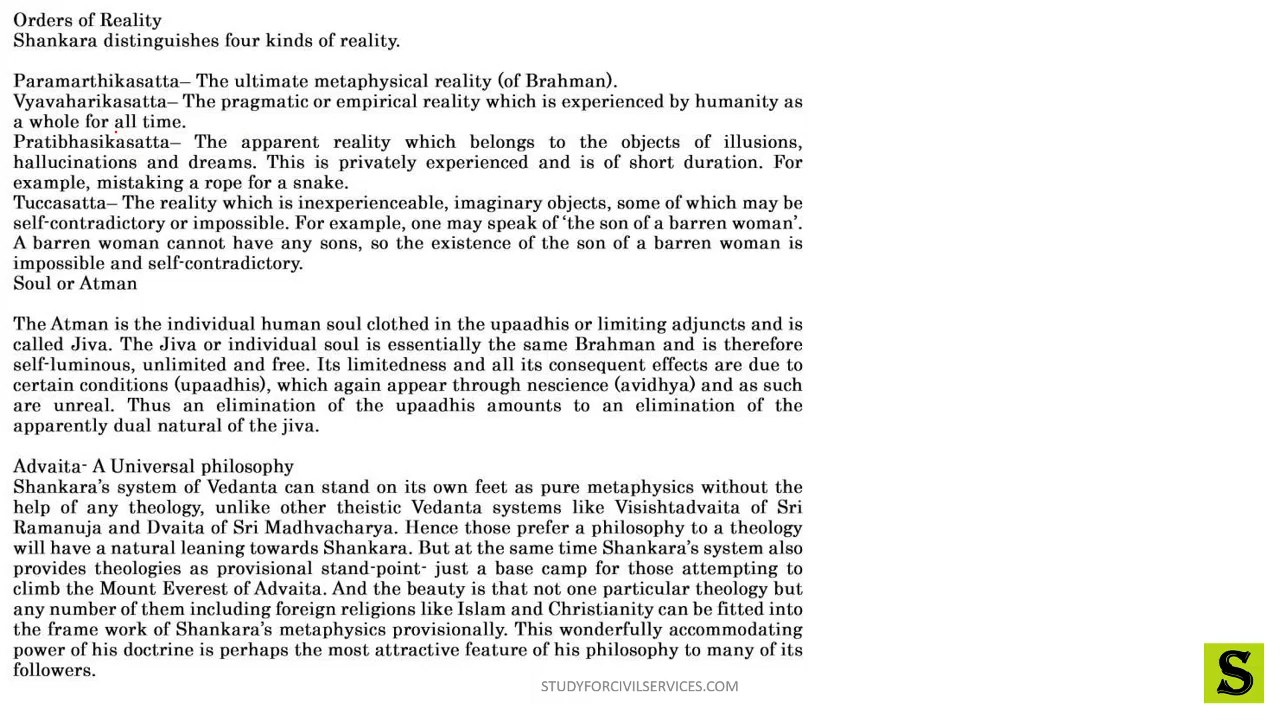 Orders of Reality
Shankara distinguishes four kinds of reality.
Paramarthikasatta– The ultimate metaphysical reality (of Brahman).
Vyavaharikasatta– The pragmatic or empirical reality which is experienced by humanity as
a whole for all time.
Pratibhasikasatta– The apparent reality which belongs to the objects of illusions,
hallucinations and dreams. This is privately experienced and is of short duration. For
example, mistaking a rope for a snake.
Tuccasatta– The reality which is inexperienceable, imaginary objects, some of which may be
self-contradictory or impossible. For example, one may speak of ‘the son of a barren woman’.
A barren woman cannot have any sons, so the existence of the son of a barren woman is
impossible and self-contradictory.
Soul or Atman
The Atman is the individual human soul clothed in the upaadhis or limiting adjuncts and is
called Jiva. The Jiva or individual soul is essentially the same Brahman and is therefore
self-luminous, unlimited and free. Its limitedness and all its consequent effects are due to
certain conditions (upaadhis), which again appear through nescience (avidhya) and as such
are unreal. Thus an elimination of the upaadhis amounts to an elimination of the
apparently dual natural of the jiva.
Advaita- A Universal philosophy
Shankara’s system of Vedanta can stand on its own feet as pure metaphysics without the
help of any theology, unlike other theistic Vedanta systems like Visishtadvaita of Sri
Ramanuja and Dvaita of Sri Madhvacharya. Hence those prefer a philosophy to a theology
will have a natural leaning towards Shankara. But at the same time Shankara’s system also
provides theologies as provisional stand-point- just a base camp for those attempting to
climb the Mount Everest of Advaita. And the beauty is that not one particular theology but
any number of them including foreign religions like Islam and Christianity can be fitted into
the frame work of Shankara’s metaphysics provisionally. This wonderfully accommodating
power of his doctrine is perhaps the most attractive feature of his philosophy to many of its
followers.
STUDYFORCIVILSERVICES.COM
S